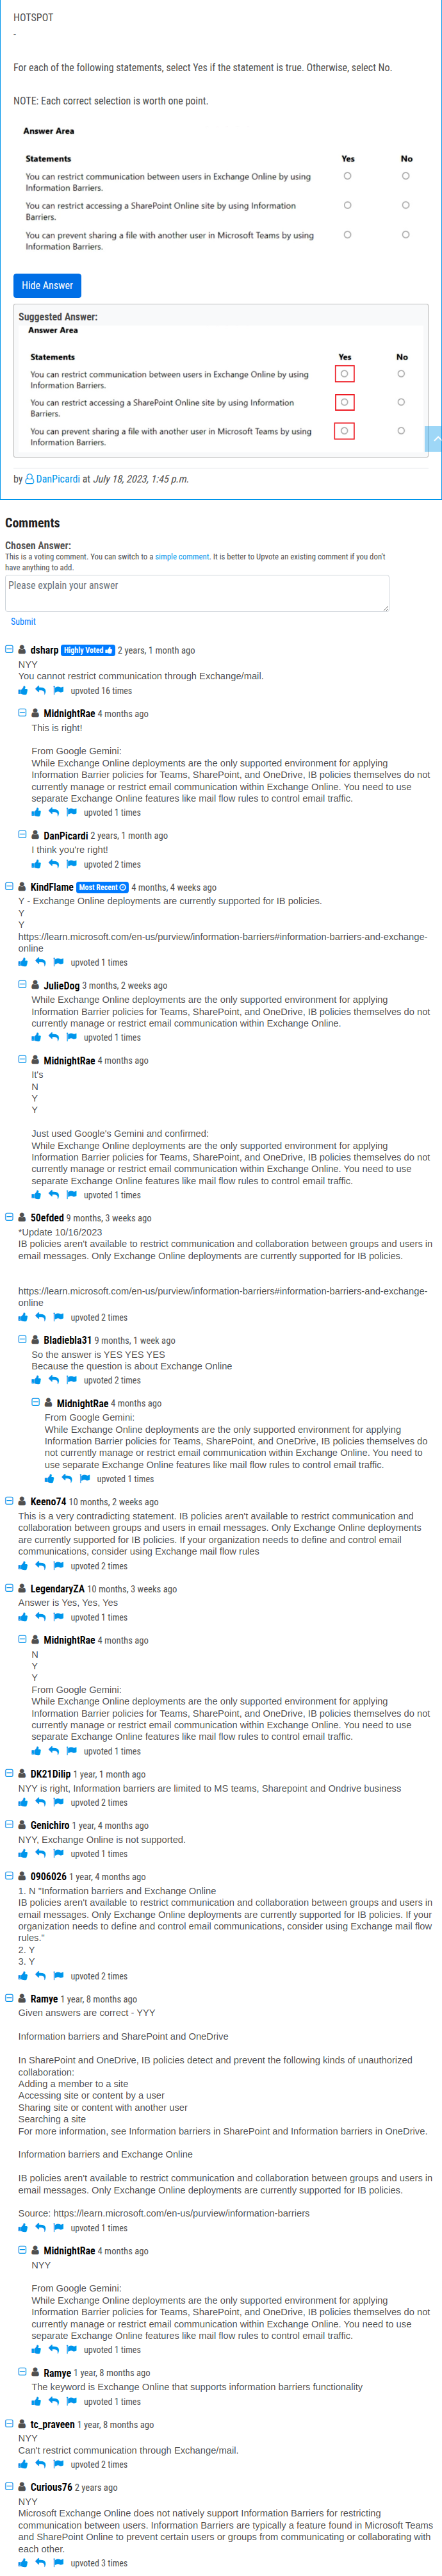 HOTSPOT
-
For each of the following statements, select Yes if the statement is true. Otherwise, select No.
NOTE: Each correct selection is worth one point.
Answer Area
Statements Yes No
You can restrict communication between users in Exchange Online by using
Information Barriers.
You can restrict accessing a SharePoint Online site by using Information
Barriers.
You can prevent sharing a file with another user in Microsoft Teams by using
Information Barriers.
Hide Answer
Suggested Answer:
Answer Area
Statements Yes No
You can restrict communication between users in Exchange Online by using
Information Barriers.
You can restrict accessing a SharePoint Online site by using Information
Barriers.
You can prevent sharing a file with another user in Microsoft Teams by using
Information Barriers.
by DanPicardi at July 18, 2023, 1:45 p.m.
Comments
Chosen Answer:
This is a voting comment. You can switch to a simple comment. It is better to Upvote an existing comment if you don't
have anything to add.
Please explain your answer
Submit
dsharp Highly Voted 2 years, 1 month ago
NYY
You cannot restrict communication through Exchange/mail.
upvoted 16 times
MidnightRae 4 months ago
This is right!
From Google Gemini:
While Exchange Online deployments are the only supported environment for applying
Information Barrier policies for Teams, SharePoint, and OneDrive, IB policies themselves do not
currently manage or restrict email communication within Exchange Online. You need to use
separate Exchange Online features like mail flow rules to control email traffic.
upvoted 1 times
DanPicardi 2 years, 1 month ago
I think you're right!
upvoted 2 times
KindFlame Most Recent 4 months, 4 weeks ago
Y - Exchange Online deployments are currently supported for IB policies.
Y
Y
https://learn.microsoft.com/en-us/purview/information-barriers#information-barriers-and-exchange-
online
upvoted 1 times
JulieDog 3 months, 2 weeks ago
While Exchange Online deployments are the only supported environment for applying
Information Barrier policies for Teams, SharePoint, and OneDrive, IB policies themselves do not
currently manage or restrict email communication within Exchange Online.
upvoted 1 times
MidnightRae 4 months ago
It's
N
Y
Y
Just used Google's Gemini and confirmed:
While Exchange Online deployments are the only supported environment for applying
Information Barrier policies for Teams, SharePoint, and OneDrive, IB policies themselves do not
currently manage or restrict email communication within Exchange Online. You need to use
separate Exchange Online features like mail flow rules to control email traffic.
upvoted 1 times
50efded 9 months, 3 weeks ago
*Update 10/16/2023
IB policies aren't available to restrict communication and collaboration between groups and users in
email messages. Only Exchange Online deployments are currently supported for IB policies.
https://learn.microsoft.com/en-us/purview/information-barriers#information-barriers-and-exchange-
online
upvoted 2 times
Bladiebla31 9 months, 1 week ago
So the answer is YES YES YES
Because the question is about Exchange Online
upvoted 2 times
MidnightRae 4 months ago
From Google Gemini:
While Exchange Online deployments are the only supported environment for applying
Information Barrier policies for Teams, SharePoint, and OneDrive, IB policies themselves do
not currently manage or restrict email communication within Exchange Online. You need to
use separate Exchange Online features like mail flow rules to control email traffic.
upvoted 1 times
Keeno74 10 months, 2 weeks ago
This is a very contradicting statement. IB policies aren't available to restrict communication and
collaboration between groups and users in email messages. Only Exchange Online deployments
are currently supported for IB policies. If your organization needs to define and control email
communications, consider using Exchange mail flow rules
upvoted 2 times
LegendaryZA 10 months, 3 weeks ago
Answer is Yes, Yes, Yes
upvoted 1 times
MidnightRae 4 months ago
N
Y
Y
From Google Gemini:
While Exchange Online deployments are the only supported environment for applying
Information Barrier policies for Teams, SharePoint, and OneDrive, IB policies themselves do not
currently manage or restrict email communication within Exchange Online. You need to use
separate Exchange Online features like mail flow rules to control email traffic.
upvoted 1 times
DK21Dilip 1 year, 1 month ago
NYY is right, Information barriers are limited to MS teams, Sharepoint and Ondrive business
upvoted 2 times
Genichiro 1 year, 4 months ago
NYY, Exchange Online is not supported.
upvoted 1 times
0906026 1 year, 4 months ago
1. N "Information barriers and Exchange Online
IB policies aren't available to restrict communication and collaboration between groups and users in
email messages. Only Exchange Online deployments are currently supported for IB policies. If your
organization needs to define and control email communications, consider using Exchange mail flow
rules."
2. Y
3. Y
upvoted 2 times
Ramye 1 year, 8 months ago
Given answers are correct - YYY
Information barriers and SharePoint and OneDrive
In SharePoint and OneDrive, IB policies detect and prevent the following kinds of unauthorized
collaboration:
Adding a member to a site
Accessing site or content by a user
Sharing site or content with another user
Searching a site
For more information, see Information barriers in SharePoint and Information barriers in OneDrive.
Information barriers and Exchange Online
IB policies aren't available to restrict communication and collaboration between groups and users in
email messages. Only Exchange Online deployments are currently supported for IB policies.
Source: https://learn.microsoft.com/en-us/purview/information-barriers
upvoted 1 times
MidnightRae 4 months ago
NYY
From Google Gemini:
While Exchange Online deployments are the only supported environment for applying
Information Barrier policies for Teams, SharePoint, and OneDrive, IB policies themselves do not
currently manage or restrict email communication within Exchange Online. You need to use
separate Exchange Online features like mail flow rules to control email traffic.
upvoted 1 times
Ramye 1 year, 8 months ago
The keyword is Exchange Online that supports information barriers functionality
upvoted 1 times
tc_praveen 1 year, 8 months ago
NYY
Can't restrict communication through Exchange/mail.
upvoted 2 times
Curious76 2 years ago
NYY
Microsoft Exchange Online does not natively support Information Barriers for restricting
communication between users. Information Barriers are typically a feature found in Microsoft Teams
and SharePoint Online to prevent certain users or groups from communicating or collaborating with
each other.
upvoted 3 times